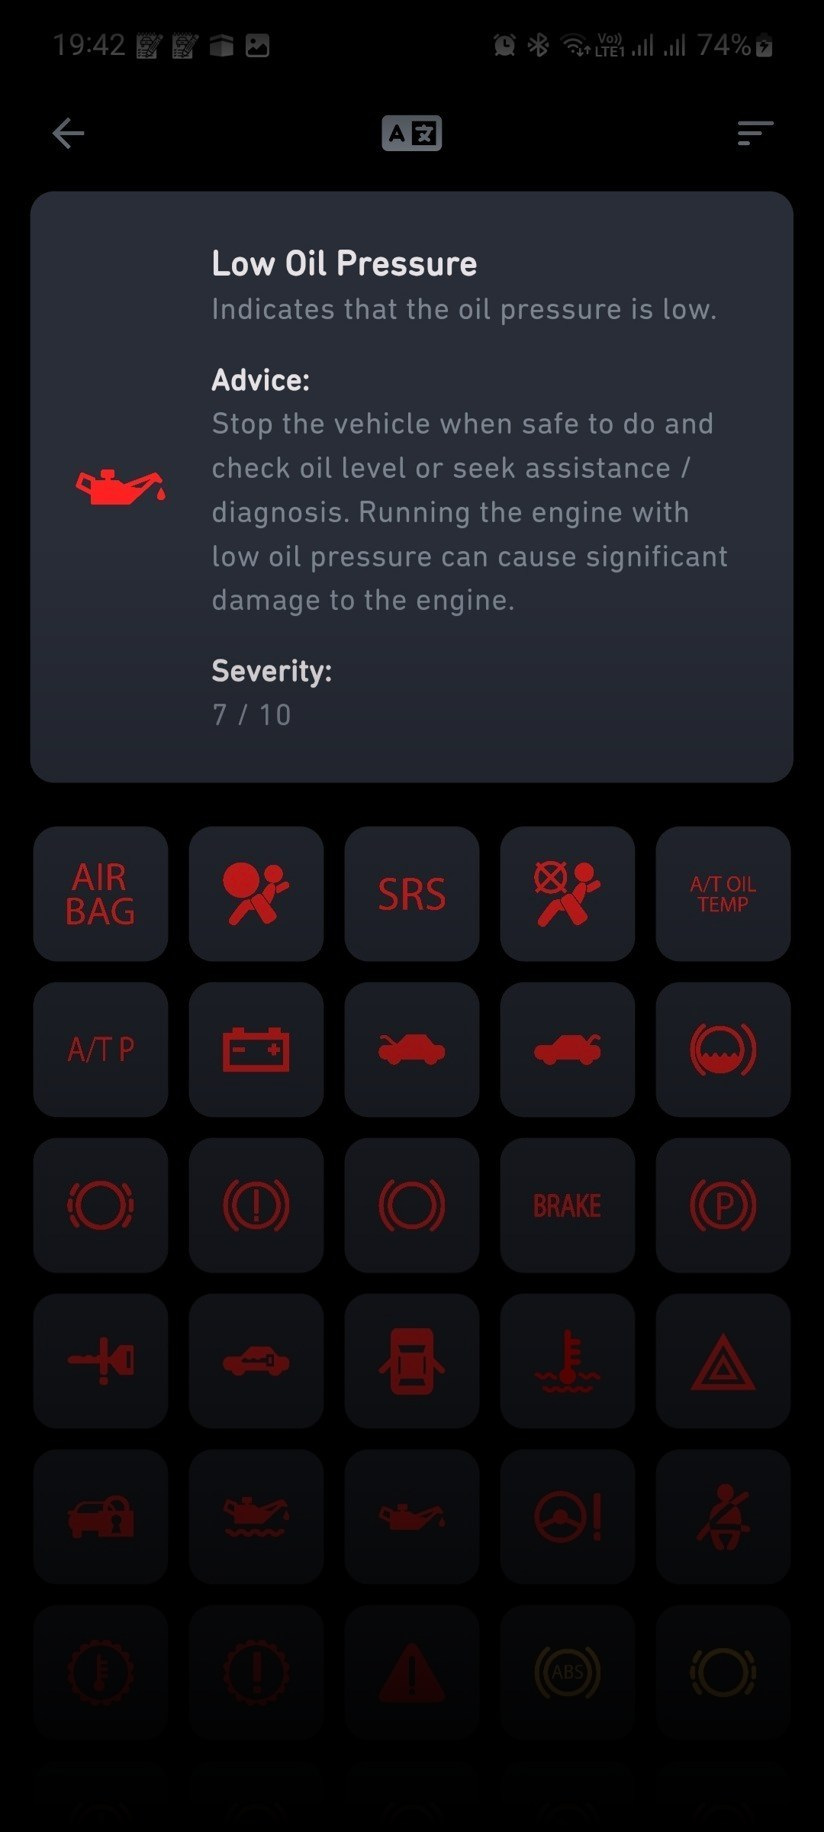 19:42 Vo)) LTE1 74%
A 文
Low Oil Pressure
Indicates that the oil pressure is low.
Advice:
Stop the vehicle when safe to do and
check oil level or seek assistance /
diagnosis. Running the engine with
low oil pressure can cause significant
damage to the engine.
Severity:
7 / 10
AIR
BAG
SRS
A/T OIL
TEMP
A/T P
BRAKE
P
ABS